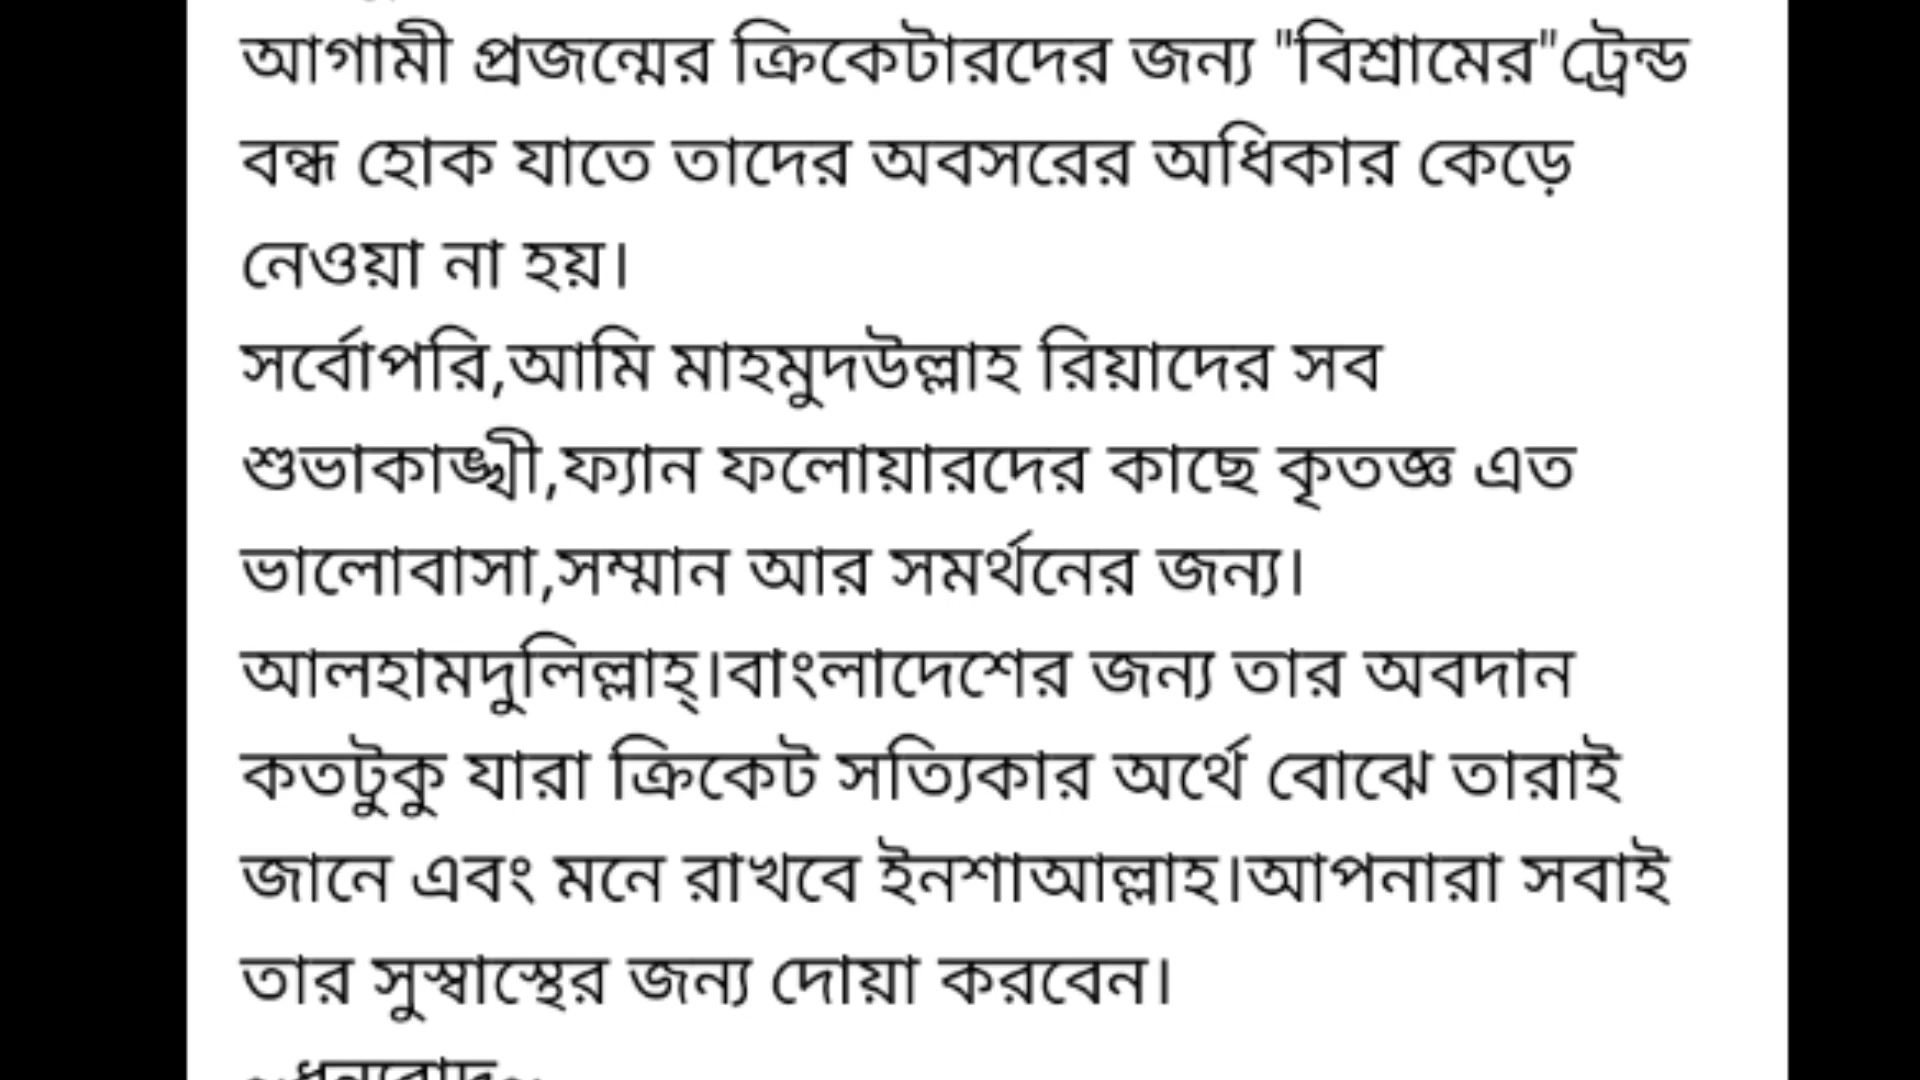 আগামী প্রজন্মের ক্রিকেটারদের জন্য "বিশ্রামের"ট্রেন্ড
বন্ধ হোক যাতে তাদের অবসরের অধিকার কেড়ে
নেওয়া না হয়।
সর্বোপরি,আমি মাহমুদউল্লাহ রিয়াদের সব
শুভাকাঙ্খী,ফ্যান ফলোয়ারদের কাছে কৃতজ্ঞ এত
ভালোবাসা,সম্মান আর সমর্থনের জন্য।
আলহামদুলিল্লাহ্।বাংলাদেশের জন্য তার অবদান
কতটুকু যারা ক্রিকেট সত্যিকার অর্থে বোঝে তারাই
জানে এবং মনে রাখবে ইনশাআল্লাহ।আপনারা সবাই
তার সুস্বাস্থের জন্য দোয়া করবেন।
~ধন্যবাদ~